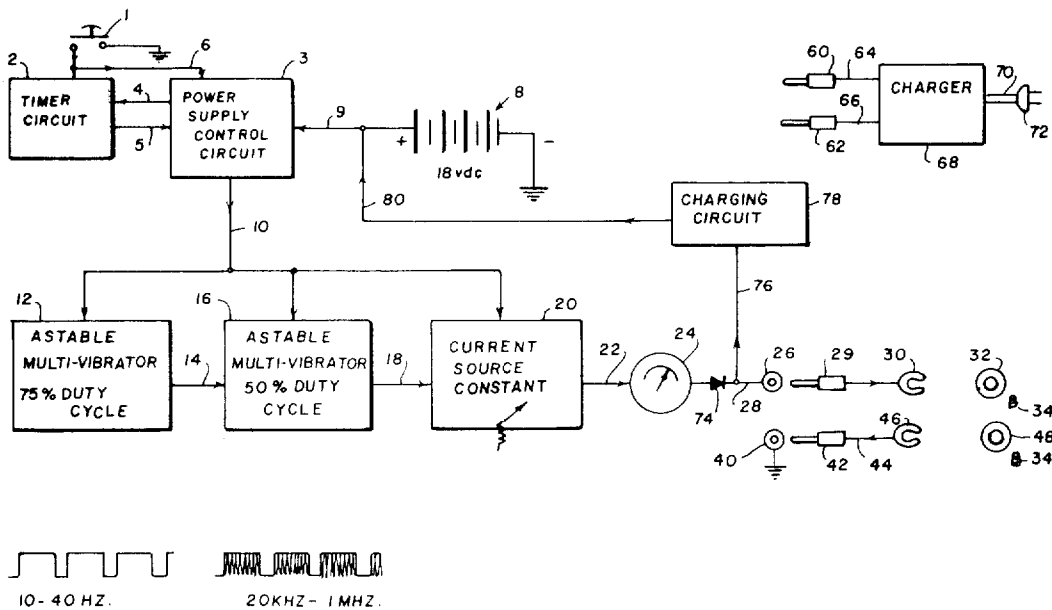 1
2
6
3
TIMER
CIRCUIT
4
5
POWER
SUPPLY
CONTROL
CIRCUIT
9
8
+
-
18 vdc
60
64
62
66
CHARGER
68
70
72
80
CHARGING
CIRCUIT
78
10
76
12
ASTABLE
MULTI-VIBRATOR
75% DUTY
CYCLE
14
16
ASTABLE
MULTI-VIBRATOR
50% DUTY
CYCLE
18
20
CURRENT
SOURCE
CONSTANT
22
24
74
28
26
29
30
32
34
40
42
44
46
48
34
10-40 HZ.
20KHZ-1MHZ.